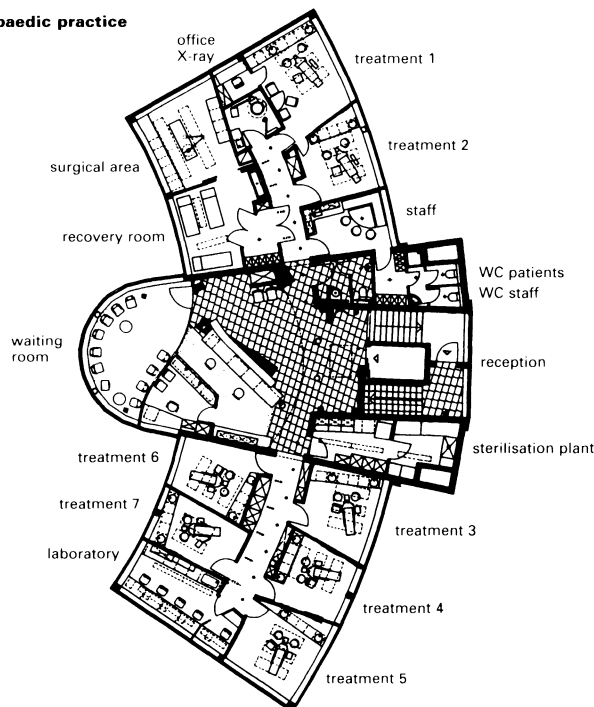 paedic practice
office
X-ray
treatment 1
treatment 2
surgical area
staff
recovery room
WC patients
WC staff
waiting
room
reception
sterilisation plant
treatment 6
treatment 7
treatment 3
laboratory
treatment 4
treatment 5